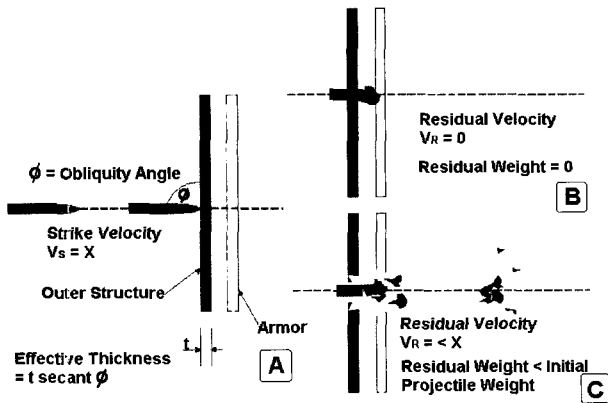 ϕ = Obliquity Angle
ϕ
Strike Velocity
Vs = X
Outer Structure
Armor
t
Effective Thickness
= t secant ϕ
A
Residual Velocity
VR = 0
Residual Weight = 0
B
Residual Velocity
VR = < X
Residual Weight < Initial
Projectile Weight
C